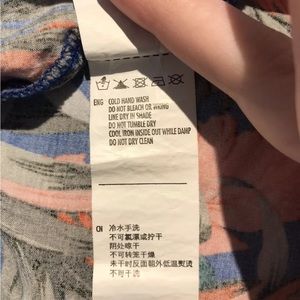 ENG COLD HAND WASH
DO NOT BLEACH OR WRING
LINE DRY IN SHADE
DO NOT TUMBLE DRY
COOL IRON INSIDE OUT WHILE DAMP
DO NOT DRY CLEAN
CN 冷水手洗
不可氯漂或拧干
阴处晾干
不可转笼干燥
未干时反面朝外低温熨烫
不可干洗